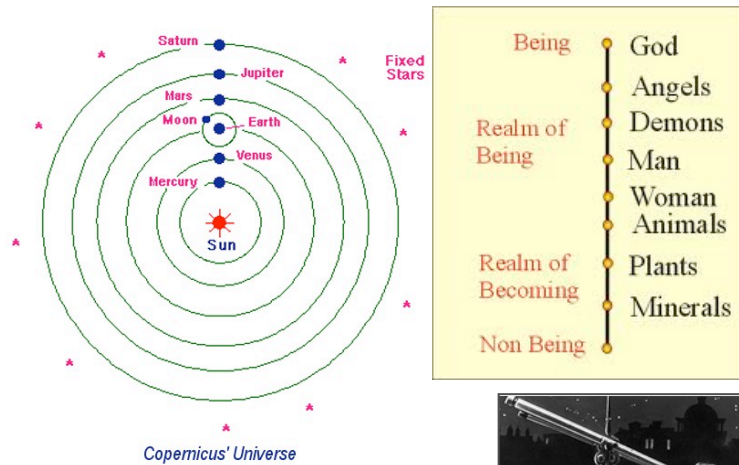 Saturn
Fixed
Stars
Jupiter
Mars
Moon
Earth
Venus
Mercury
Sun
*
*
*
*
*
*
*
*
*
Copernicus' Universe
Being
God
Angels
Demons
Realm of
Being
Man
Woman
Animals
Realm of
Becoming
Plants
Minerals
Non Being